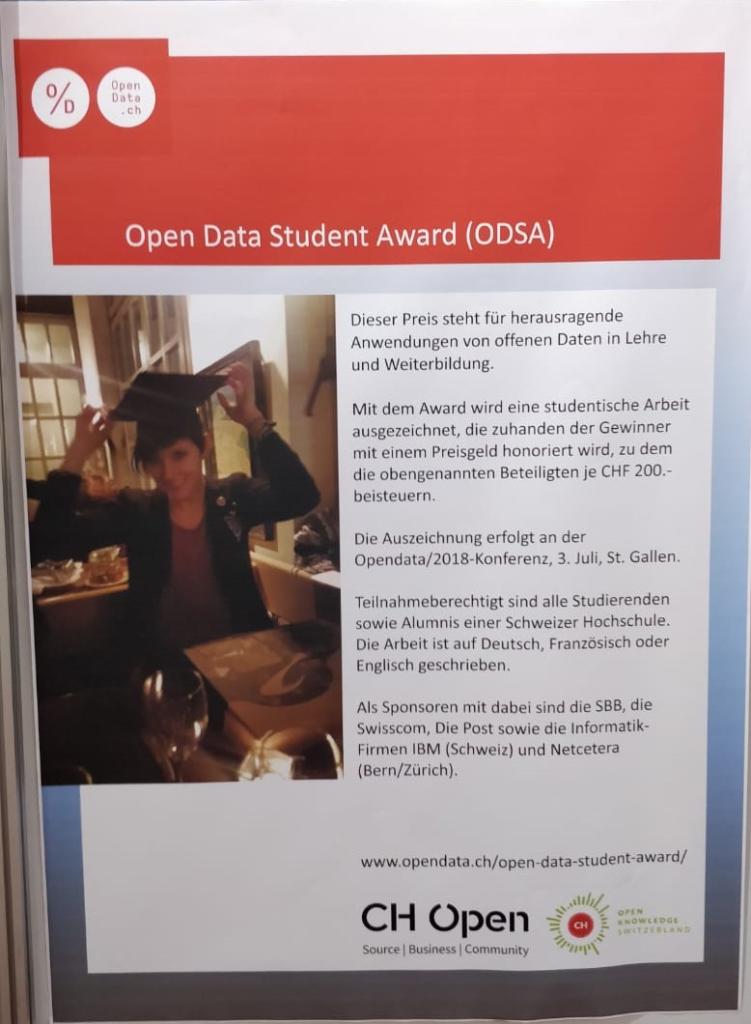 %D
Open
Data
.ch
Open Data Student Award (ODSA)
Dieser Preis steht für herausragende
Anwendungen von offenen Daten in Lehre
und Weiterbildung.
Mit dem Award wird eine studentische Arbeit
ausgezeichnet, die zuhanden der Gewinner
mit einem Preisgeld honoriert wird, zu dem
die obengenannten Beteiligten je CHF 200.-
beisteuern.
Die Auszeichnung erfolgt an der
Opendata/2018-Konferenz, 3. Juli, St. Gallen.
Teilnahmeberechtigt sind alle Studierenden
sowie Alumnis einer Schweizer Hochschule.
Die Arbeit ist auf Deutsch, Französisch oder
Englisch geschrieben.
Als Sponsoren mit dabei sind die SBB, die
Swisscom, Die Post sowie die Informatik-
Firmen IBM (Schweiz) und Netcetera
(Bern/Zürich).
www.opendata.ch/open-data-student-award/
CH Open
Source | Business | Community
CH
OPEN
KNOWLEDGE
SWITZERLAND